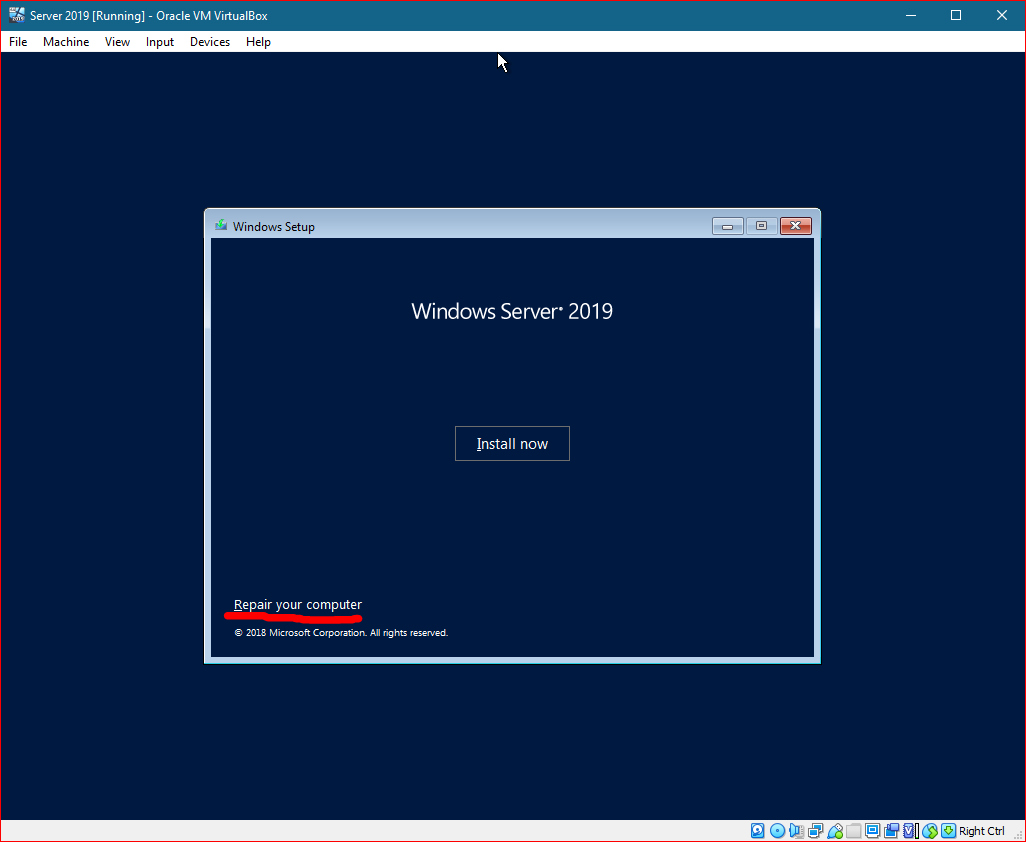 Server 2019 [Running] - Oracle VM VirtualBox
File Machine View Input Devices Help
Windows Setup
Windows Server® 2019
Install now
Repair your computer
© 2018 Microsoft Corporation. All rights reserved.
Right Ctrl